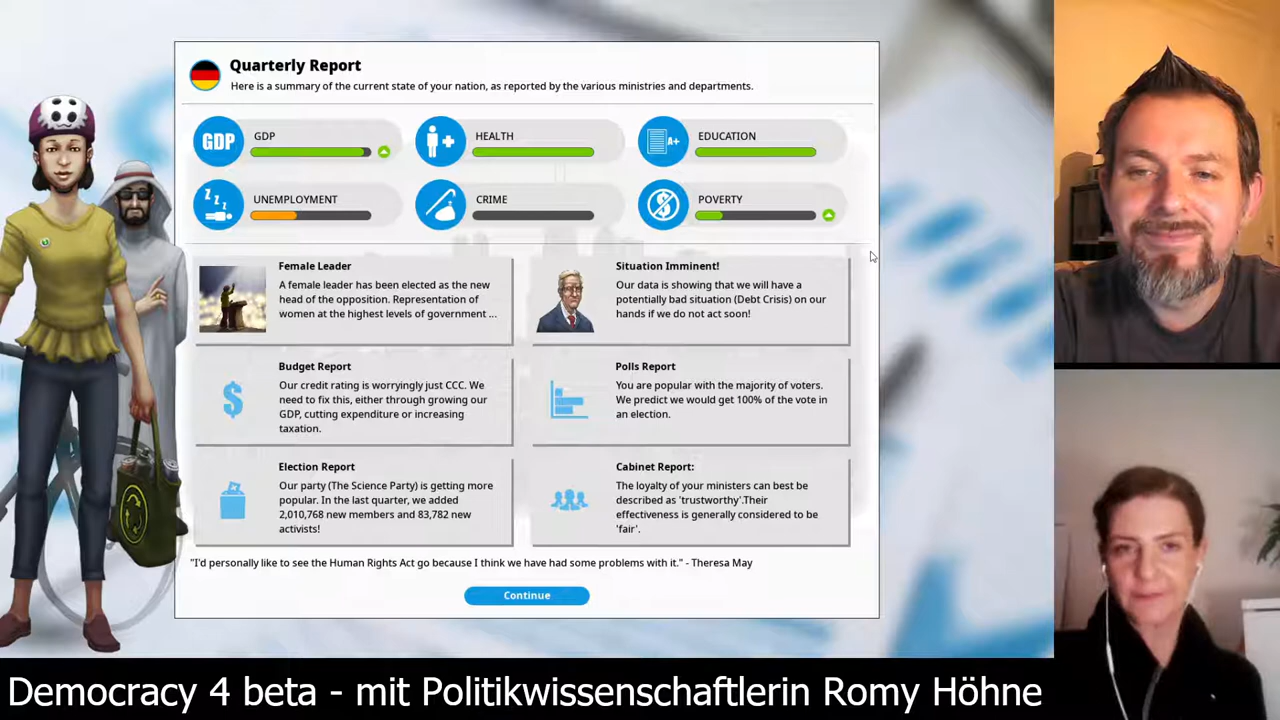 Quarterly Report
Here is a summary of the current state of your nation, as reported by the various ministries and departments.
GDP
GDP
HEALTH
A+
EDUCATION
Z Z Z
UNEMPLOYMENT
CRIME
$
POVERTY
Female Leader
A female leader has been elected as the new
head of the opposition. Representation of
women at the highest levels of government ...
Situation Imminent!
Our data is showing that we will have a
potentially bad situation (Debt Crisis) on our
hands if we do not act soon!
$
Budget Report
Our credit rating is worryingly just CCC. We
need to fix this, either through growing our
GDP, cutting expenditure or increasing
taxation.
Polls Report
You are popular with the majority of voters.
We predict we would get 100% of the vote in
an election.
Election Report
Our party (The Science Party) is getting more
popular. In the last quarter, we added
2,010,768 new members and 83,782 new
activists!
Cabinet Report:
The loyalty of your ministers can best be
described as 'trustworthy'.Their
effectiveness is generally considered to be
'fair'.
"I'd personally like to see the Human Rights Act go because I think we have had some problems with it." - Theresa May
Continue
Democracy 4 beta - mit Politikwissenschaftlerin Romy Höhne